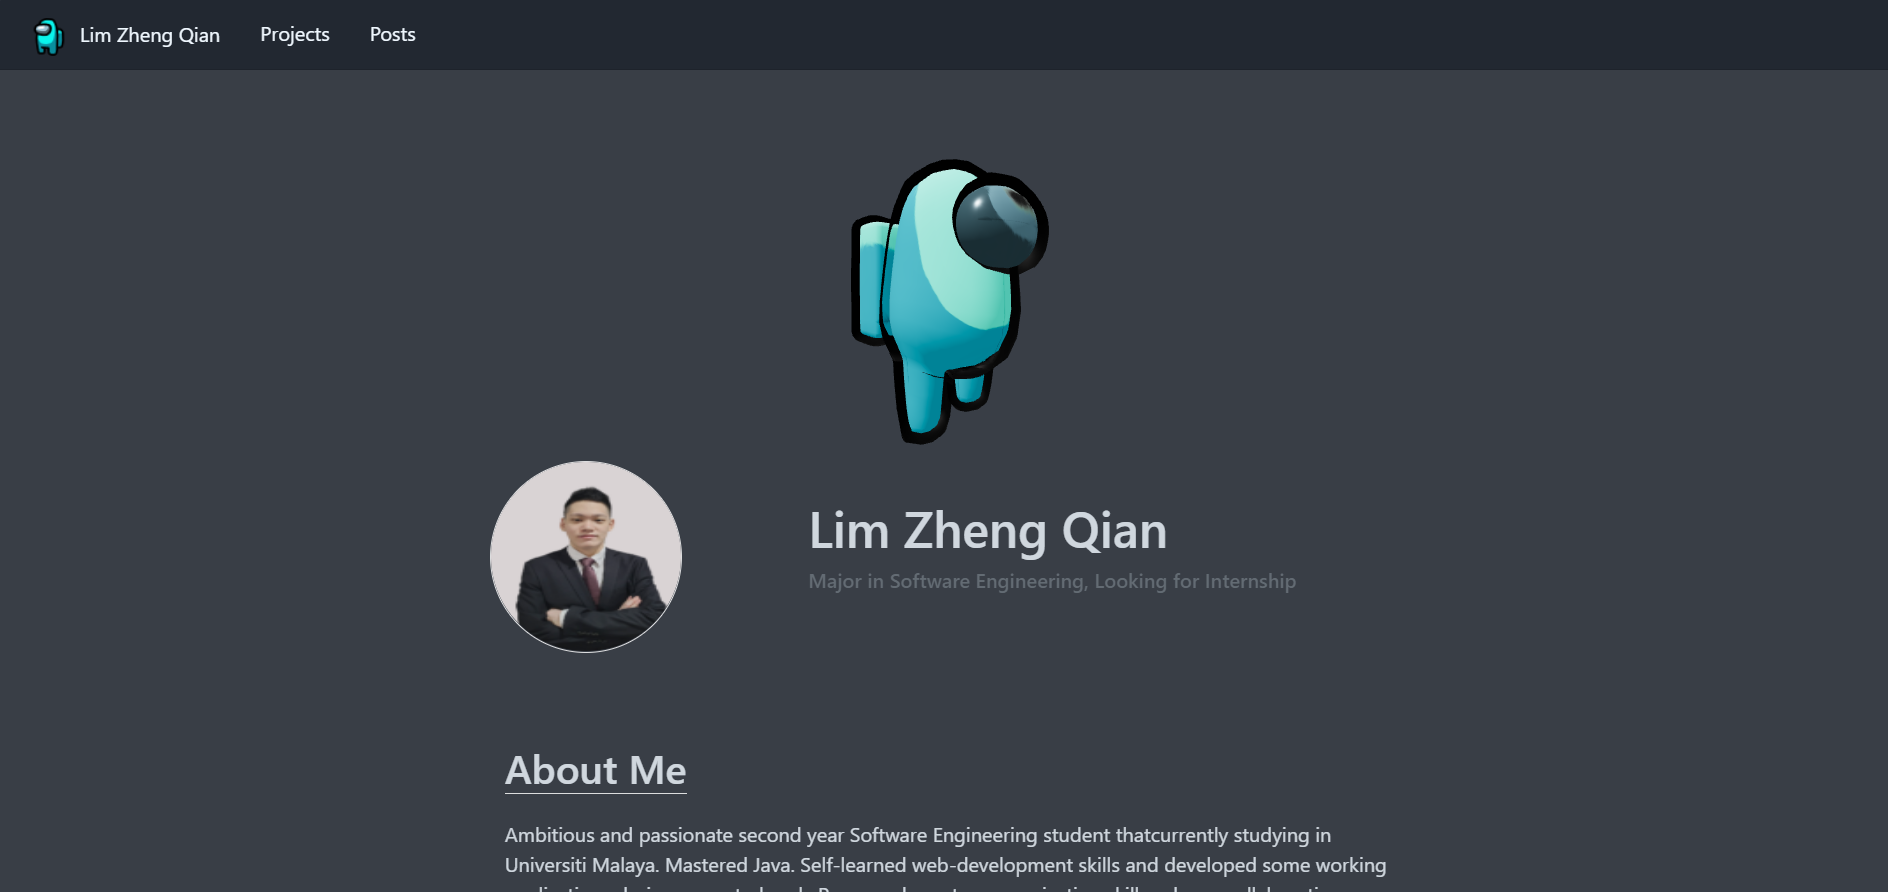 Lim Zheng Qian Projects Posts
Lim Zheng Qian
Major in Software Engineering, Looking for Internship
About Me
Ambitious and passionate second year Software Engineering student thatcurrently studying in
Universiti Malaya. Mastered Java. Self-learned web-development skills and developed some working